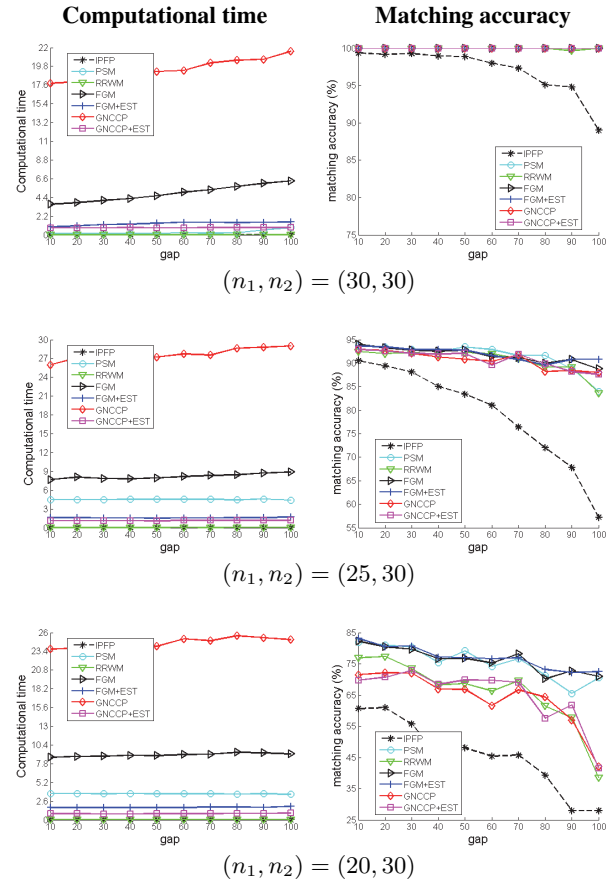 Computational time Matching accuracy
22
19.8
17.6
15.4
13.2
11
8.8
6.6
4.4
2.2
0
Computational time
IPFP
PSM
RRWM
FGM
FGM+EST
GNCCP
GNCCP+EST
10 20 30 40 50 60 70 80 90 100
gap
100
95
90
85
80
75
matching accuracy (%)
IPFP
PSM
RRWM
FGM
FGM+EST
GNCCP
GNCCP+EST
10 20 30 40 50 60 70 80 90 100
gap
(n1, n2) = (30, 30)
30
27
24
21
18
15
12
9
6
3
0
Computational time
IPFP
PSM
RRWM
FGM
FGM+EST
GNCCP
GNCCP+EST
10 20 30 40 50 60 70 80 90 100
gap
95
90
85
80
75
70
65
60
55
matching accuracy (%)
IPFP
PSM
RRWM
FGM
FGM+EST
GNCCP
GNCCP+EST
10 20 30 40 50 60 70 80 90 100
gap
(n1, n2) = (25, 30)
26
23.4
20.8
18.2
15.6
13
10.4
7.8
5.2
2.6
0
Computational time
IPFP
PSM
RRWM
FGM
FGM+EST
GNCCP
GNCCP+EST
10 20 30 40 50 60 70 80 90 100
gap
85
75
65
55
45
35
25
matching accuracy (%)
IPFP
PSM
RRWM
FGM
FGM+EST
GNCCP
GNCCP+EST
10 20 30 40 50 60 70 80 90 100
gap
(n1, n2) = (20, 30)